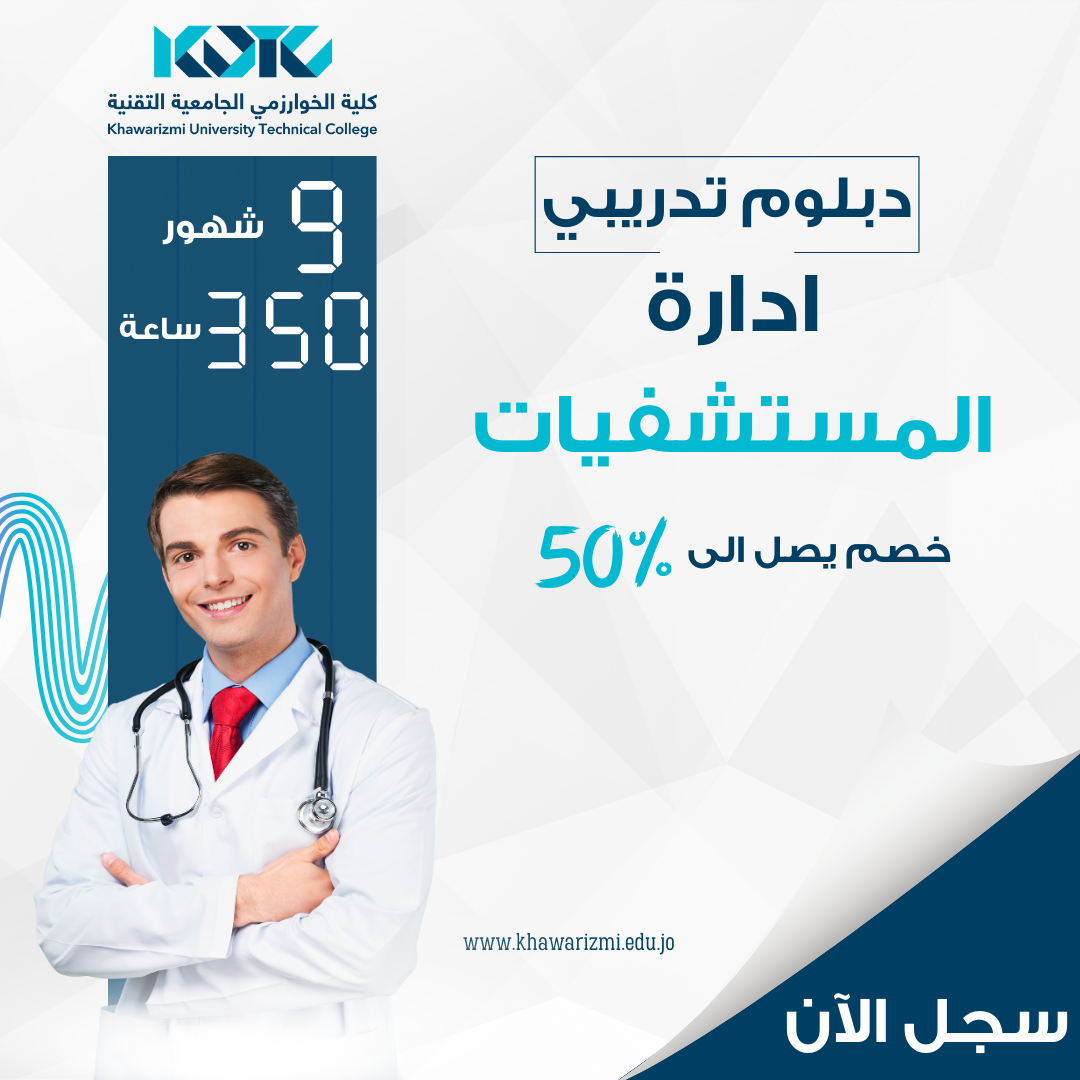 كلية الخوارزمي الجامعية التقنية
Khawarizmi University Technical College
9 شهور
350 ساعة
دبلوم تدريبي
ادارة
المستشفيات
خصم يصل الى 50%
www.khawarizmi.edu.jo
سجل الآن